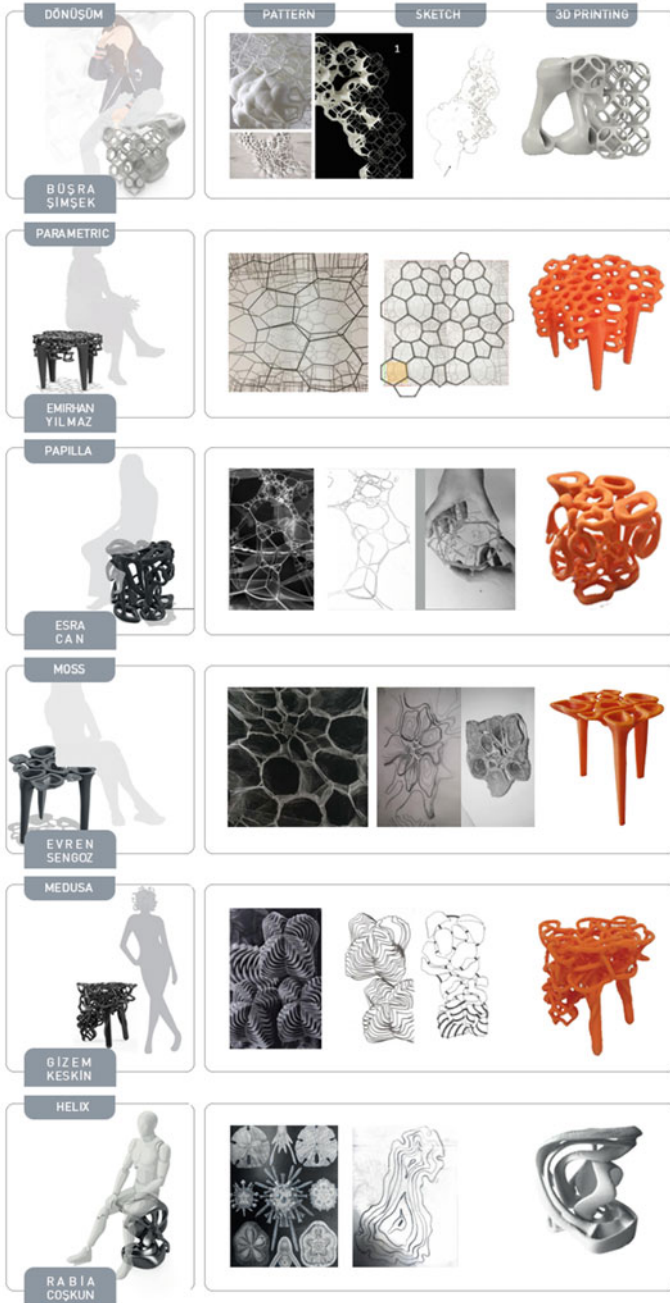 DÖNÜŞÜM
PATTERN
SKETCH
3D PRINTING
1
BÜŞRA
ŞİMŞEK
PARAMETRIC
EMIRHAN
YILMAZ
PAPILLA
ESRA
CAN
MOSS
EVREN
SENGOZ
MEDUSA
GİZEM
KESKİN
HELIX
RABİA
COŞKUN